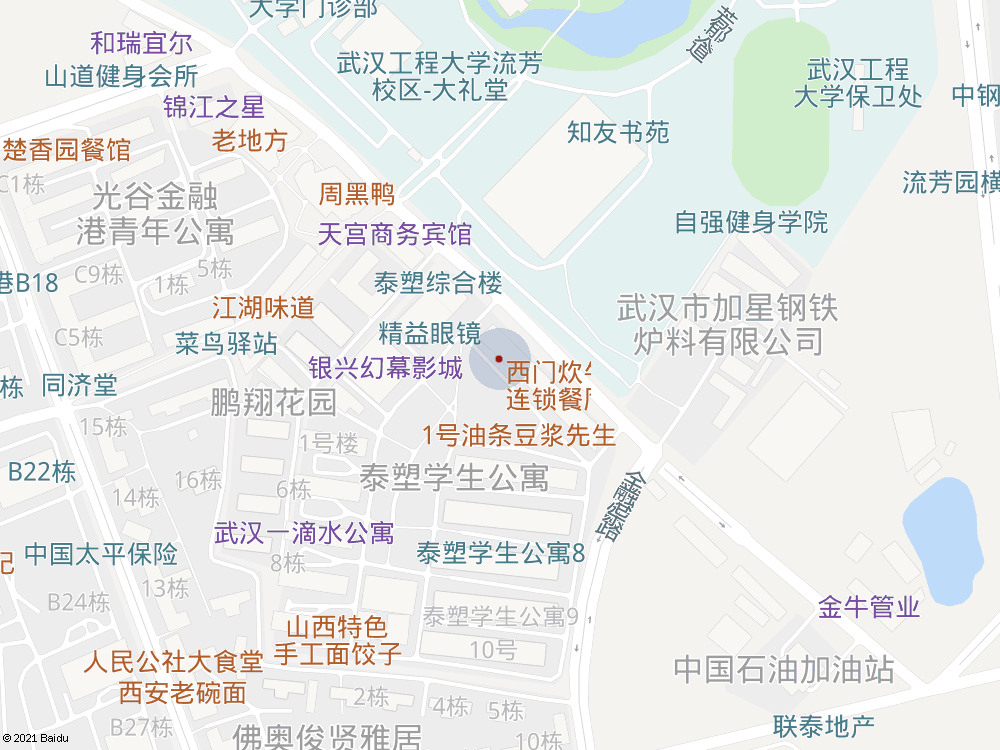 大学门诊部
和瑞宜尔
山道健身会所
武汉工程大学流芳
校区-大礼堂
茗都道
武汉工程
大学保卫处
中钢
锦江之星
老地方
知友书苑
楚香园餐馆
C1栋
光谷金融
港青年公寓
周黑鸭
流芳园横
天宫商务宾馆
自强健身学院
港B18
C9栋
5栋
1栋
泰塑综合楼
江湖味道
武汉市加星钢铁
炉料有限公司
C5栋
菜鸟驿站
精益眼镜
银兴幻幕影城
西门炊
连锁餐
栋
同济堂
鹏翔花园
15栋
1号楼
1号油条豆浆先生
B22栋
16栋
14栋
6栋
泰塑学生公寓
金融港路
武汉一滴水公寓
记
中国太平保险
8栋
泰塑学生公寓8
13栋
B24栋
泰塑学生公寓9
金牛管业
山西特色
手工面饺子
10号
人民公社大食堂
西安老碗面
中国石油加油站
2栋
4栋
5栋
B27栋
佛奥俊贤雅居
10栋
联泰地产
© 2021 Baidu